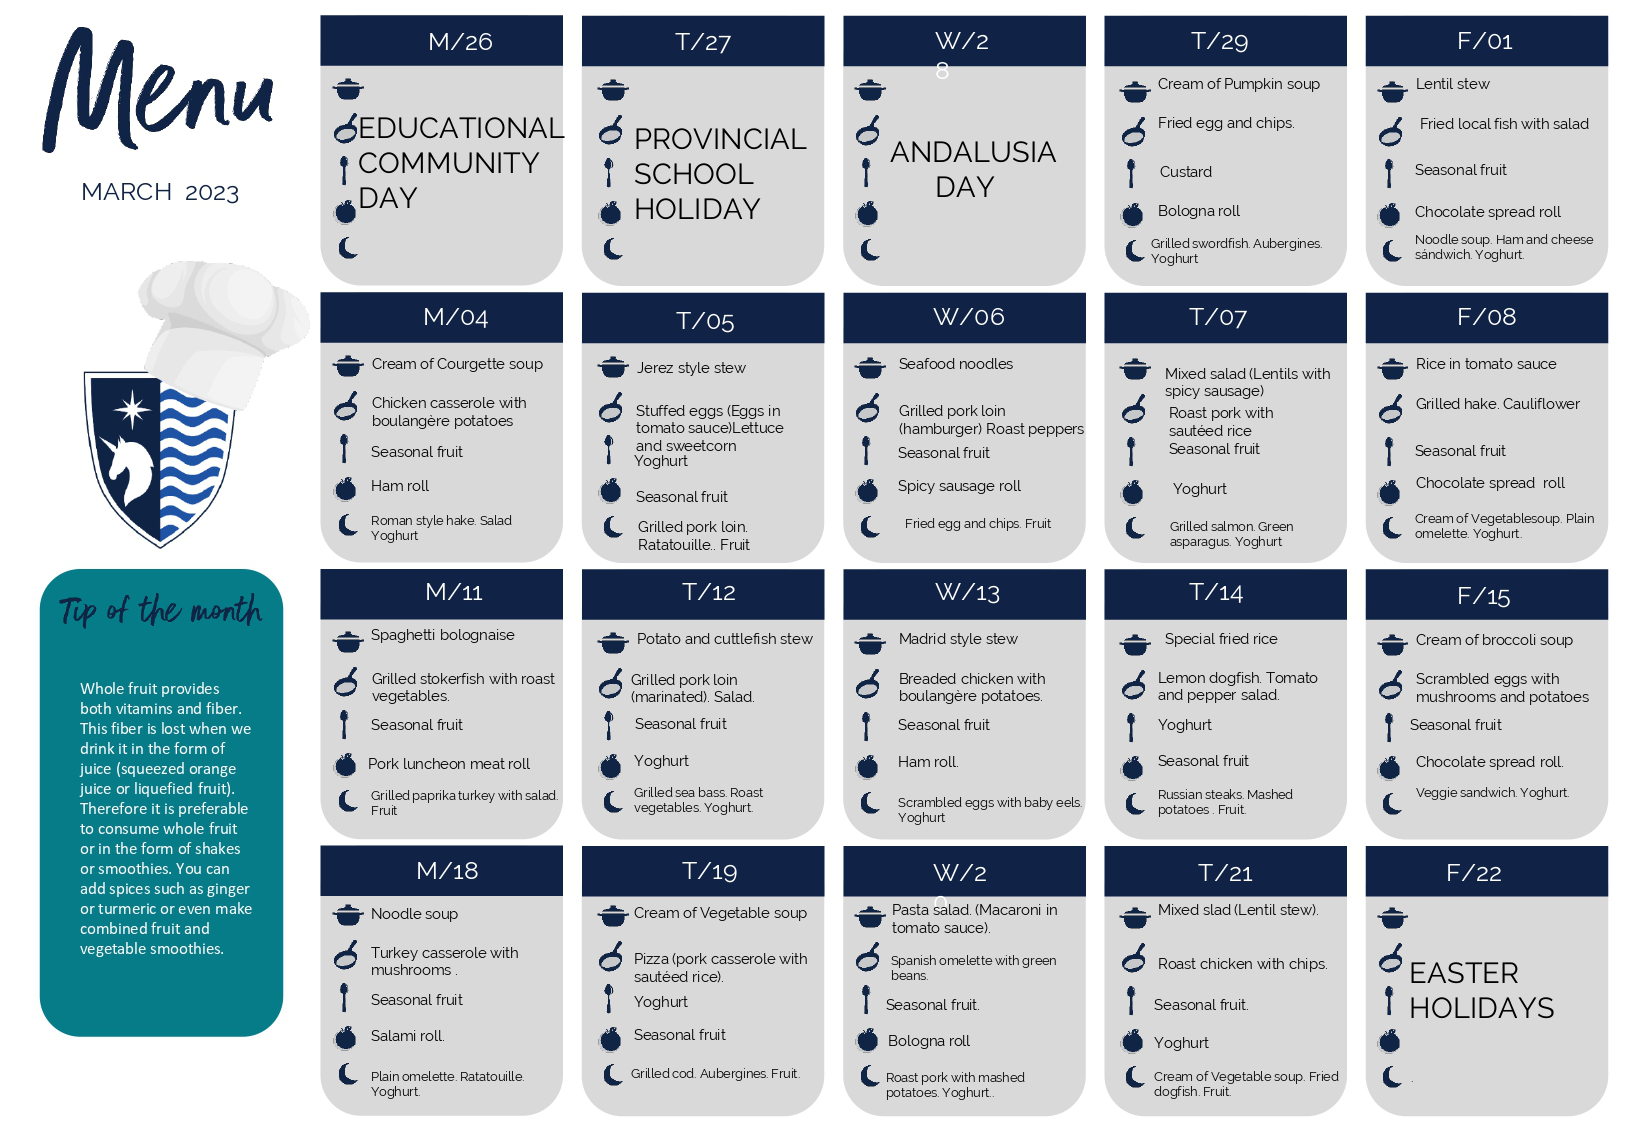 Menu
MARCH 2023
Tip of the month
Whole fruit provides
both vitamins and fiber.
This fiber is lost when we
drink it in the form of
juice (squeezed orange
juice or liquefied fruit).
Therefore it is preferable
to consume whole fruit
or in the form of shakes
or smoothies. You can
add spices such as ginger
or turmeric or even make
combined fruit and
vegetable smoothies.
M/26
EDUCATIONAL
COMMUNITY
DAY
T/27
PROVINCIAL
SCHOOL
HOLIDAY
W/2
8
ANDALUSIA
DAY
T/29
Cream of Pumpkin soup
Fried egg and chips.
Custard
Bologna roll
Grilled swordfish. Aubergines.
Yoghurt
F/01
Lentil stew
Fried local fish with salad
Seasonal fruit
Chocolate spread roll
Noodle soup. Ham and cheese
sándwich. Yoghurt.
M/04
Cream of Courgette soup
Chicken casserole with
boulangère potatoes
Seasonal fruit
Ham roll
Roman style hake. Salad
Yoghurt
T/05
Jerez style stew
Stuffed eggs (Eggs in
tomato sauce)Lettuce
and sweetcorn
Yoghurt
Seasonal fruit
Grilled pork loin.
Ratatouille.. Fruit
W/06
Seafood noodles
Grilled pork loin
(hamburger) Roast peppers
Seasonal fruit
Spicy sausage roll
Fried egg and chips. Fruit
T/07
Mixed salad (Lentils with
spicy sausage)
Roast pork with
sautéed rice
Seasonal fruit
Yoghurt
Grilled salmon. Green
asparagus. Yoghurt
F/08
Rice in tomato sauce
Grilled hake. Cauliflower
Seasonal fruit
Chocolate spread roll
Cream of Vegetablesoup. Plain
omelette. Yoghurt.
M/11
Spaghetti bolognaise
Grilled stokerfish with roast
vegetables.
Seasonal fruit
Pork luncheon meat roll
Grilled paprika turkey with salad.
Fruit
T/12
Potato and cuttlefish stew
Grilled pork loin
(marinated). Salad.
Seasonal fruit
Yoghurt
Grilled sea bass. Roast
vegetables. Yoghurt.
W/13
Madrid style stew
Breaded chicken with
boulangère potatoes.
Seasonal fruit
Ham roll.
Scrambled eggs with baby eels.
Yoghurt
T/14
Special fried rice
Lemon dogfish. Tomato
and pepper salad.
Yoghurt
Seasonal fruit
Russian steaks. Mashed
potatoes . Fruit.
F/15
Cream of broccoli soup
Scrambled eggs with
mushrooms and potatoes
Seasonal fruit
Chocolate spread roll.
Veggie sandwich. Yoghurt.
M/18
Noodle soup
Turkey casserole with
mushrooms .
Seasonal fruit
Salami roll.
Plain omelette. Ratatouille.
Yoghurt.
T/19
Cream of Vegetable soup
Pizza (pork casserole with
sautéed rice).
Yoghurt
Seasonal fruit
Grilled cod. Aubergines. Fruit.
W/2
0
Pasta salad. (Macaroni in
tomato sauce).
Spanish omelette with green
beans.
Seasonal fruit.
Bologna roll
Roast pork with mashed
potatoes. Yoghurt..
T/21
Mixed slad (Lentil stew).
Roast chicken with chips.
Seasonal fruit.
Yoghurt
Cream of Vegetable soup. Fried
dogfish. Fruit.
F/22
EASTER
HOLIDAYS
.